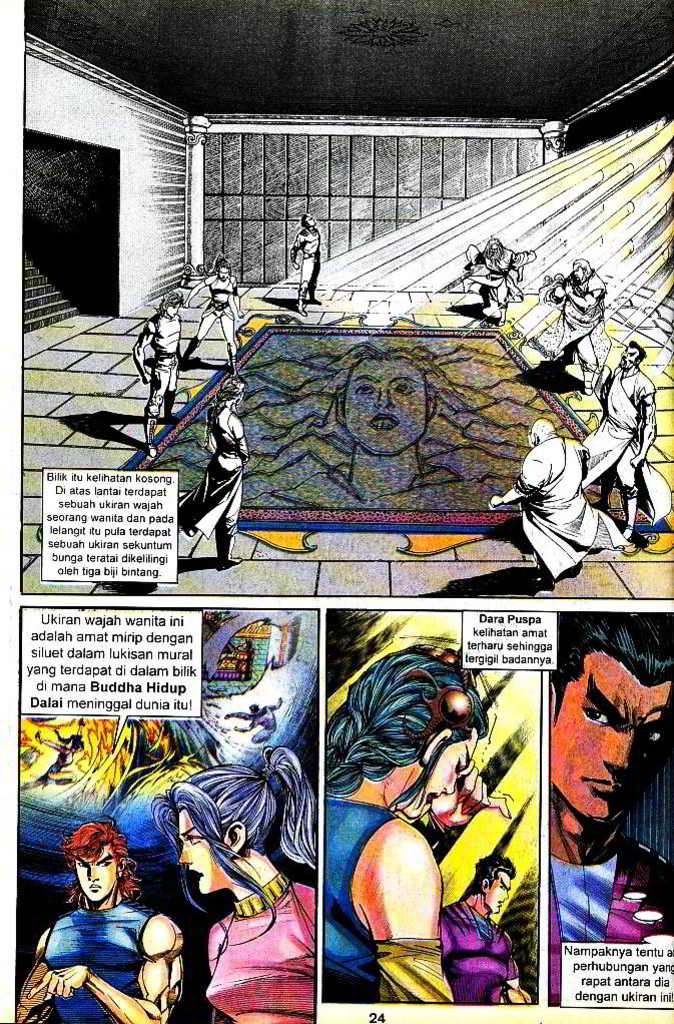 Bilik itu kelihatan kosong.
Di atas lantai terdapat
sebuah ukiran wajah
seorang wanita dan pada
lelangit itu pula terdapat
sebuah ukiran sekuntum
bunga teratai dikelilingi
oleh tiga biji bintang.
Ukiran wajah wanita ini
adalah amat mirip dengan
siluet dalam lukisan mural
yang terdapat di dalam bilik
di mana Buddha Hidup
Dalai meninggal dunia itu!
Dara Puspa
kelihatan amat
terharu sehingga
tergigil badannya.
Nampaknya tentu
perhubungan yang
rapat antara dia
dengan ukiran ini!
24